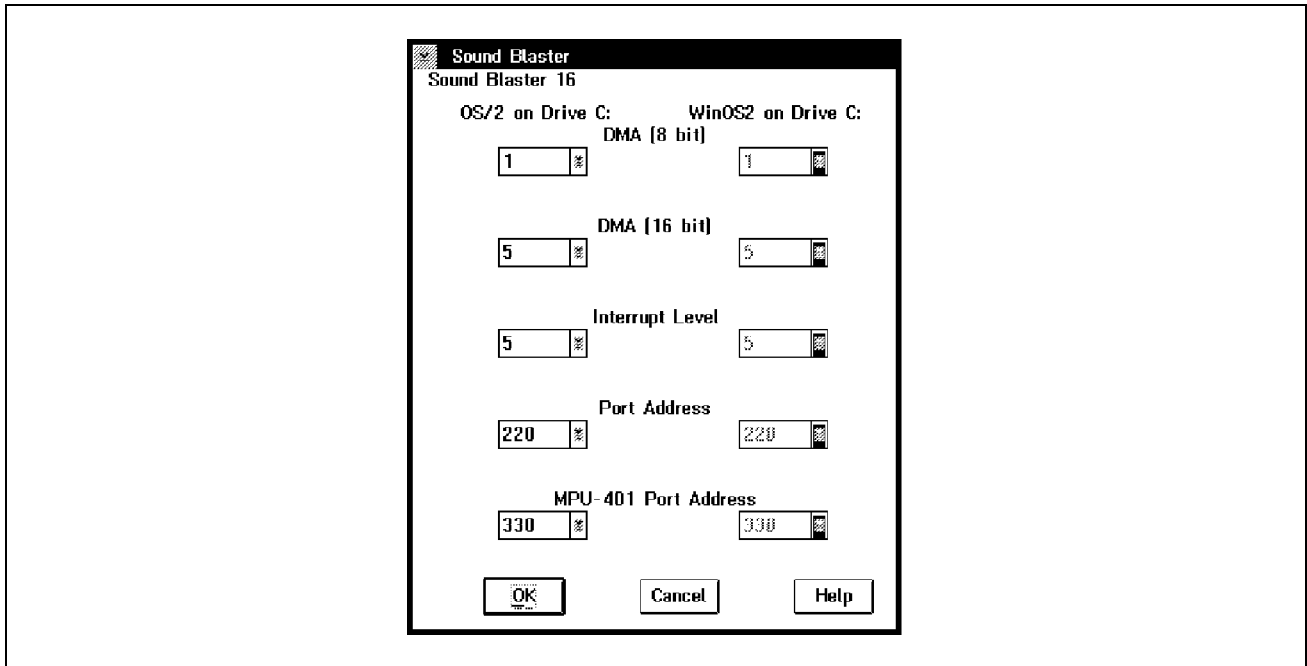 Sound Blaster
Sound Blaster 16
OS/2 on Drive C: WinOS2 on Drive C:
DMA (8 bit)
1 1
DMA (16 bit)
5 5
Interrupt Level
5 5
Port Address
220 220
MPU-401 Port Address
330 330
OK Cancel Help